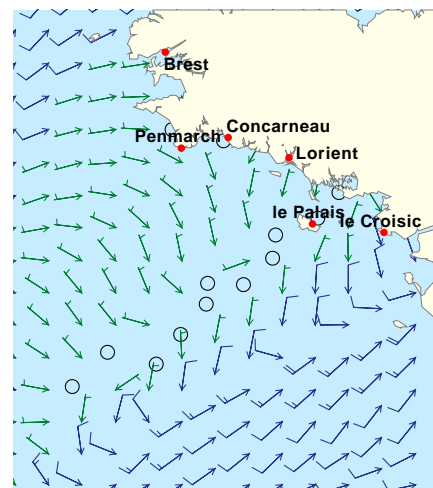 Brest
Concarneau
Penmarch
Lorient
le Palais
le Croisic